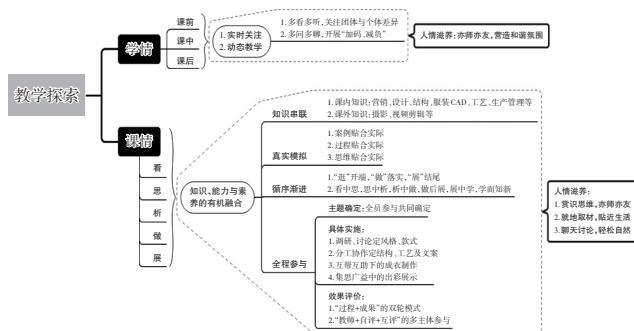 教学探索
学情
课前
课中
课后
1.实时关注
2.动态教学
1.多看多听,关注团体与个体差异
2.多问多聊,开展“加码、减负”
人情滋养:亦师亦友,营造和谐氛围
课情
看
思
析
做
展
知识、能力与素
养的有机融合
知识串联
1.课内知识:营销、设计、结构、服装CAD、工艺、生产管理等
2.课外知识:摄影、视频剪辑等
真实模拟
1.案例贴合实际
2.过程贴合实际
3.思维贴合实际
循序渐进
1.“逛”开端,“做”落实,“展”结尾
2.看中思,思中析,析中做,做后展,展中学,学而知新
全程参与
主题确定:全员参与共同确定
具体实施:
1.调研、讨论定风格、款式
2.分工协作定结构、工艺及文案
3.互帮互助下的成衣制作
4.集思广益中的出彩展示
效果评价:
1.“过程+成果”的双轮模式
2.“教师+自评+互评”的多主体参与
人情滋养:
1.赏识思维,亦师亦友
2.就地取材,贴近生活
3.聊天讨论,轻松自然